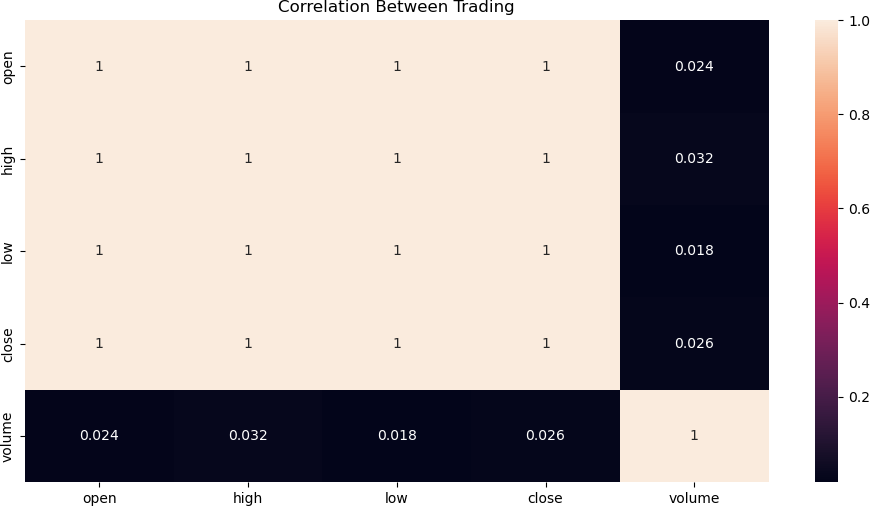 Correlation Between Trading
open 1 1 1 1 0.024
high 1 1 1 1 0.032
low 1 1 1 1 0.018
close 1 1 1 1 0.026
volume 0.024 0.032 0.018 0.026 1
open high low close volume
1.0
0.8
0.6
0.4
0.2